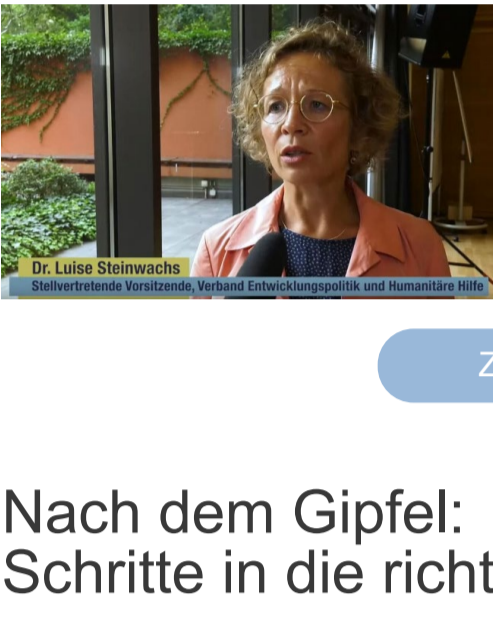 Dr. Luise Steinwachs
Stellvertretende Vorsitzende, Verband Entwicklungspolitik und Humanitäre Hilfe
Z
Nach dem Gipfel:
Schritte in die richt